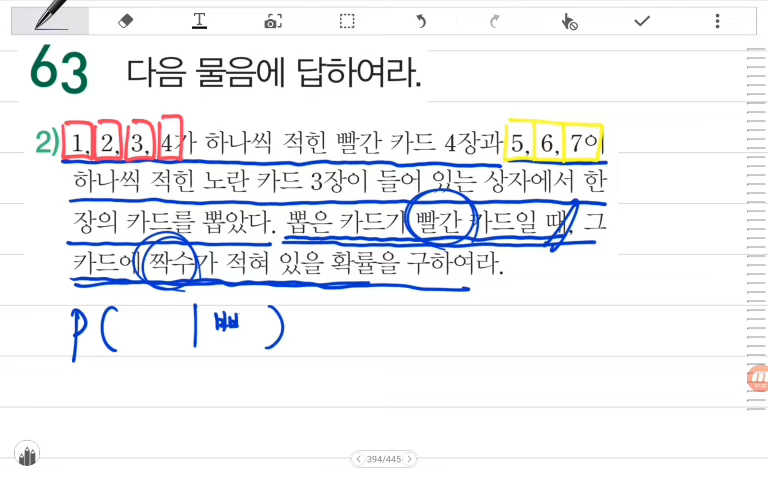 63 다음 물음에 답하여라.
2) 1, 2, 3, 4가 하나씩 적힌 빨간 카드 4장과 5, 6, 7이
하나씩 적힌 노란 카드 3장이 들어 있는 상자에서 한
장의 카드를 뽑았다. 뽑은 카드가 빨간 카드일 때, 그
카드에 짝수가 적혀 있을 확률을 구하여라.
P( | 빨 )
394/445